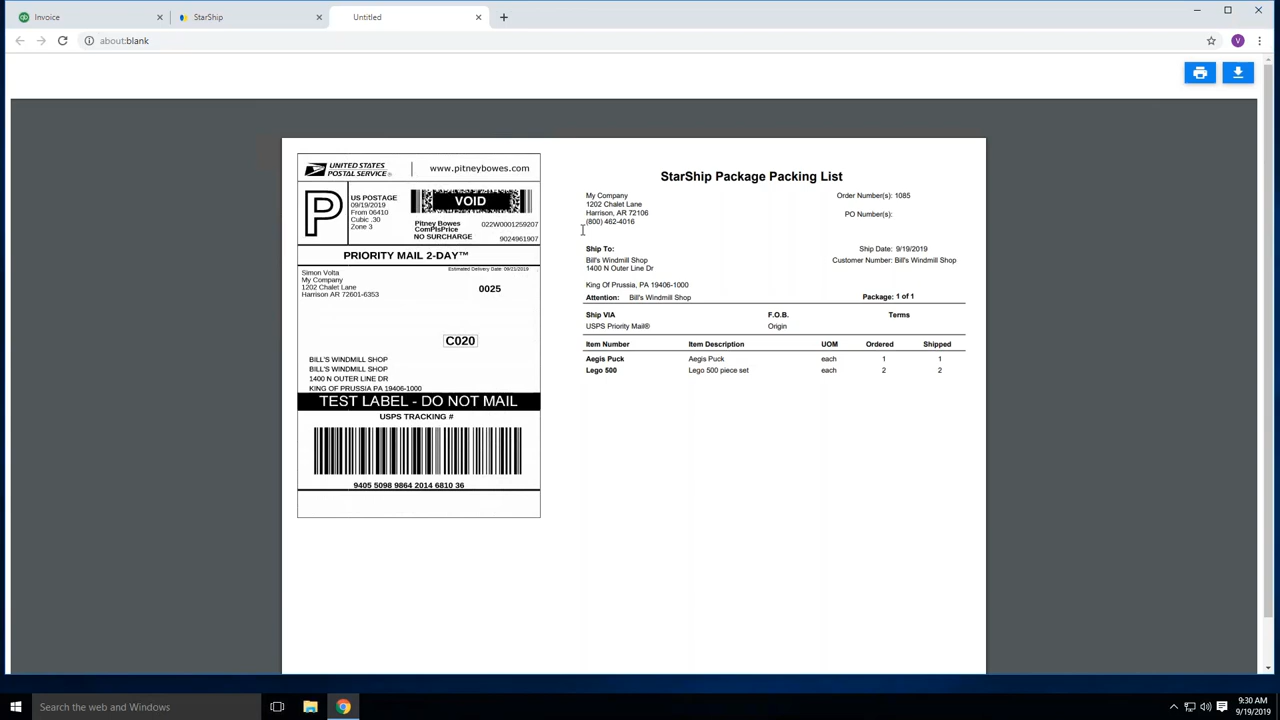 Invoice
StarShip
Untitled
about:blank
V
UNITED STATES
POSTAL SERVICE®
www.pitneybowes.com
P
US POSTAGE
09/19/2019
From 06410
Cubic .30
Zone 3
VOID
Pitney Bowes
ComPlsPrice
NO SURCHARGE
022W0001259207
9024961907
PRIORITY MAIL 2-DAY™
Estimated Delivery Date: 09/21/2019
Simon Volta
My Company
1202 Chalet Lane
Harrison AR 72601-6353
0025
C020
BILL'S WINDMILL SHOP
BILL'S WINDMILL SHOP
1400 N OUTER LINE DR
KING OF PRUSSIA PA 19406-1000
TEST LABEL - DO NOT MAIL
USPS TRACKING #
9405 5098 9864 2014 6810 36
StarShip Package Packing List
My Company
1202 Chalet Lane
Harrison, AR 72106
(800) 462-4016
Order Number(s): 1085
PO Number(s):
Ship To:
Bill's Windmill Shop
1400 N Outer Line Dr
King Of Prussia, PA 19406-1000
Ship Date: 9/19/2019
Customer Number: Bill's Windmill Shop
Attention: Bill's Windmill Shop
Package: 1 of 1
Ship VIA F.O.B. Terms
USPS Priority Mail® Origin
Item Number Item Description UOM Ordered Shipped
Aegis Puck Aegis Puck each 1 1
Lego 500 Lego 500 piece set each 2 2
Search the web and Windows
9:30 AM
9/19/2019